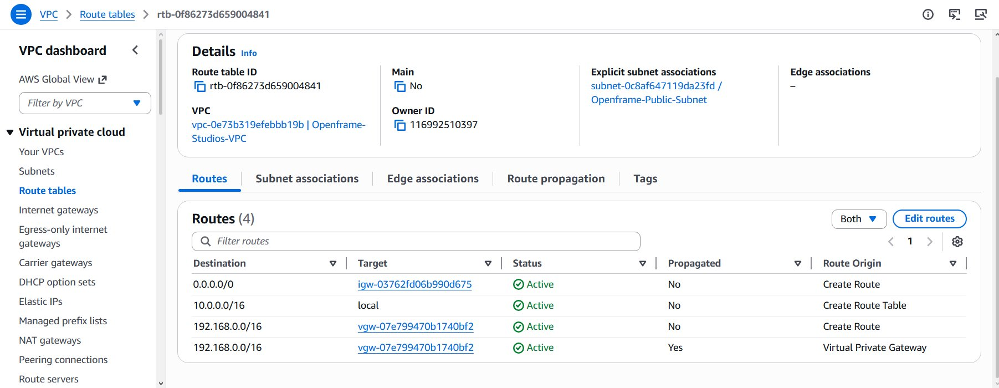 VPC > Route tables > rtb-0f86273d659004841
VPC dashboard
AWS Global View
Filter by VPC
Virtual private cloud
Your VPCs
Subnets
Route tables
Internet gateways
Egress-only internet
gateways
Carrier gateways
DHCP option sets
Elastic IPs
Managed prefix lists
NAT gateways
Peering connections
Route servers
Details Info
Route table ID
rtb-0f86273d659004841
VPC
vpc-0e73b319efebbb19b | Openframe-
Studios-VPC
Main
No
Owner ID
116992510397
Explicit subnet associations
subnet-0c8af647119da23fd /
Openframe-Public-Subnet
Edge associations
–
Routes Subnet associations Edge associations Route propagation Tags
Routes (4)
Both Edit routes
Filter routes
1
Destination Target Status Propagated Route Origin
0.0.0.0/0 igw-03762fd06b990d675 Active No Create Route
10.0.0.0/16 local Active No Create Route Table
192.168.0.0/16 vgw-07e799470b1740bf2 Active No Create Route
192.168.0.0/16 vgw-07e799470b1740bf2 Active Yes Virtual Private Gateway